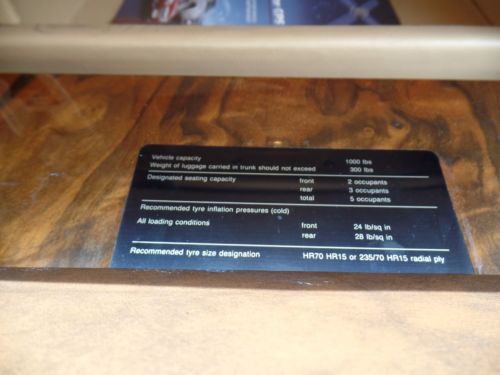 Vehicle capacity 1000 lbs
Weight of luggage carried in trunk should not exceed 300 lbs
Designated seating capacity front 2 occupants
rear 3 occupants
total 5 occupants
Recommended tyre inflation pressures (cold)
All loading conditions front 24 lb/sq in
rear 28 lb/sq in
Recommended tyre size designation HR70 HR15 or 235/70 HR15 radial ply